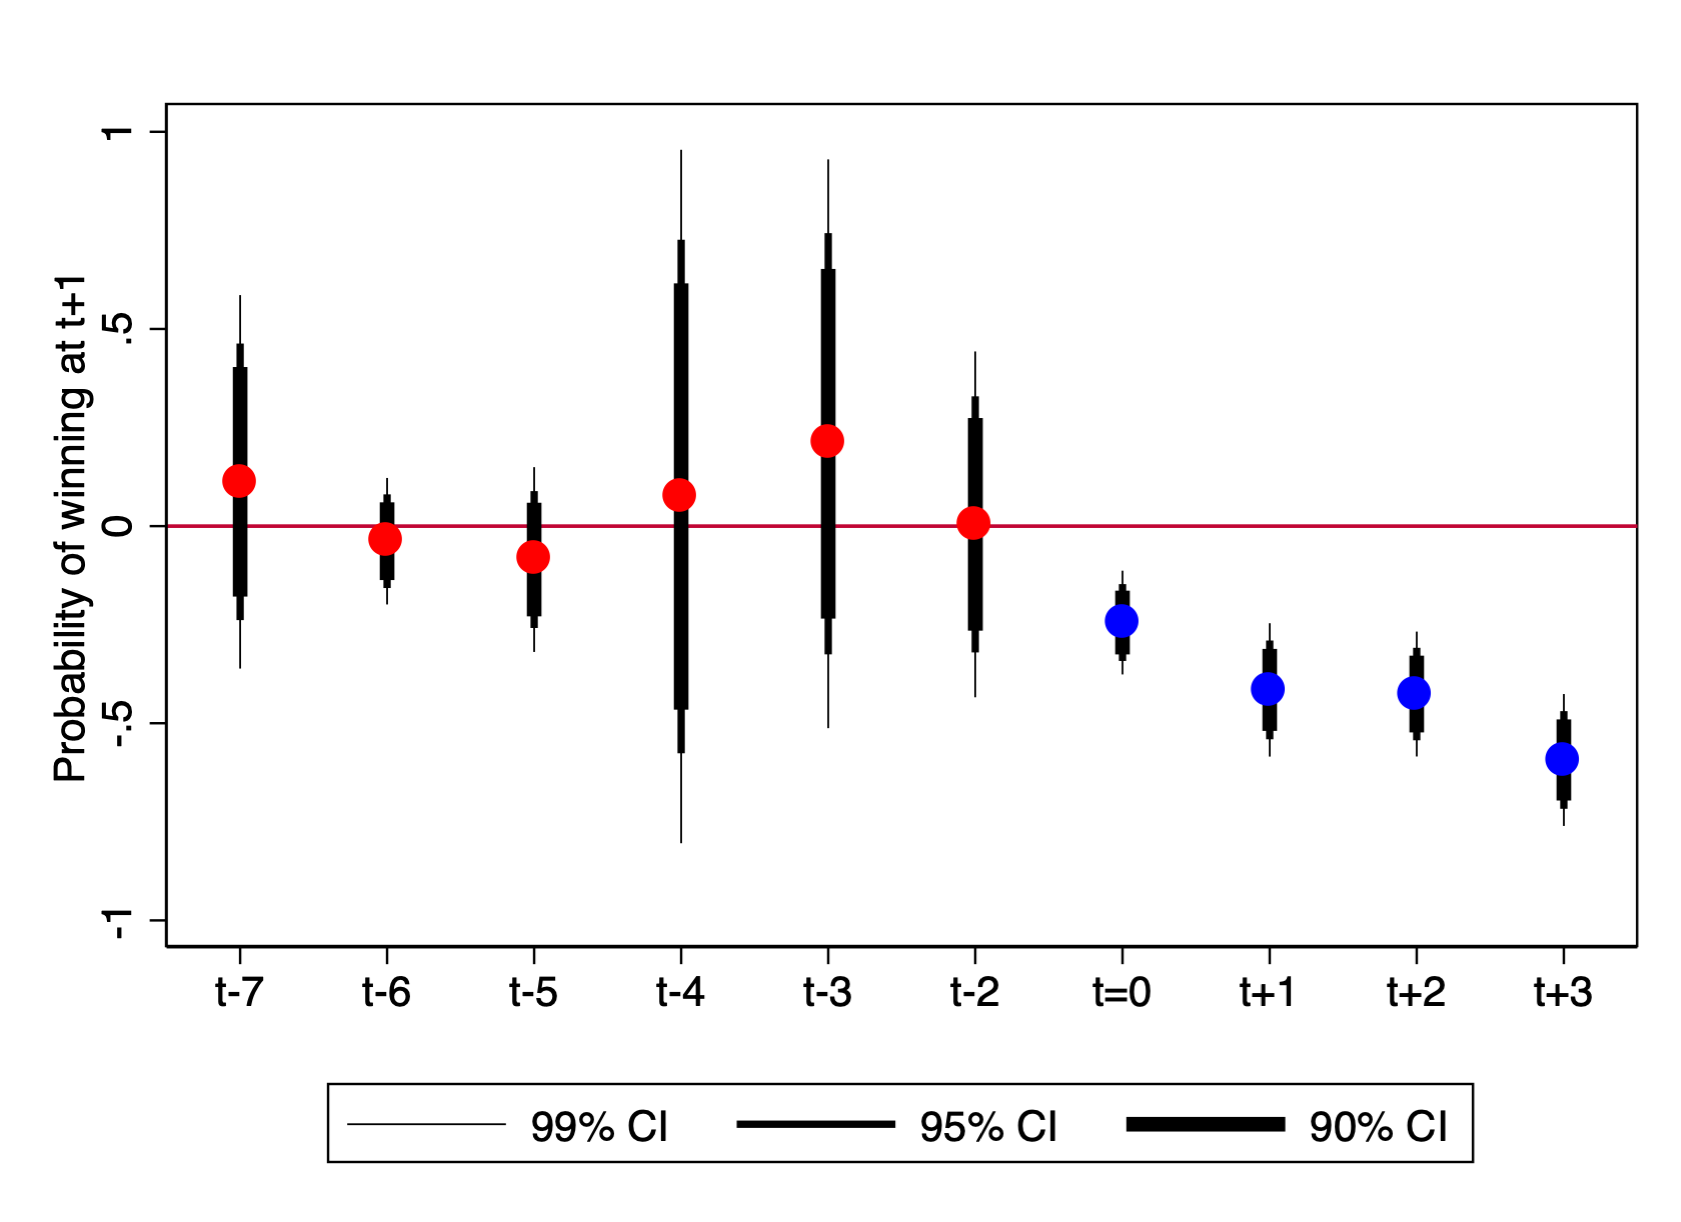 Probability of winning at t+1
1
.5
0
-.5
-1
t-7 t-6 t-5 t-4 t-3 t-2 t=0 t+1 t+2 t+3
99% CI 95% CI 90% CI